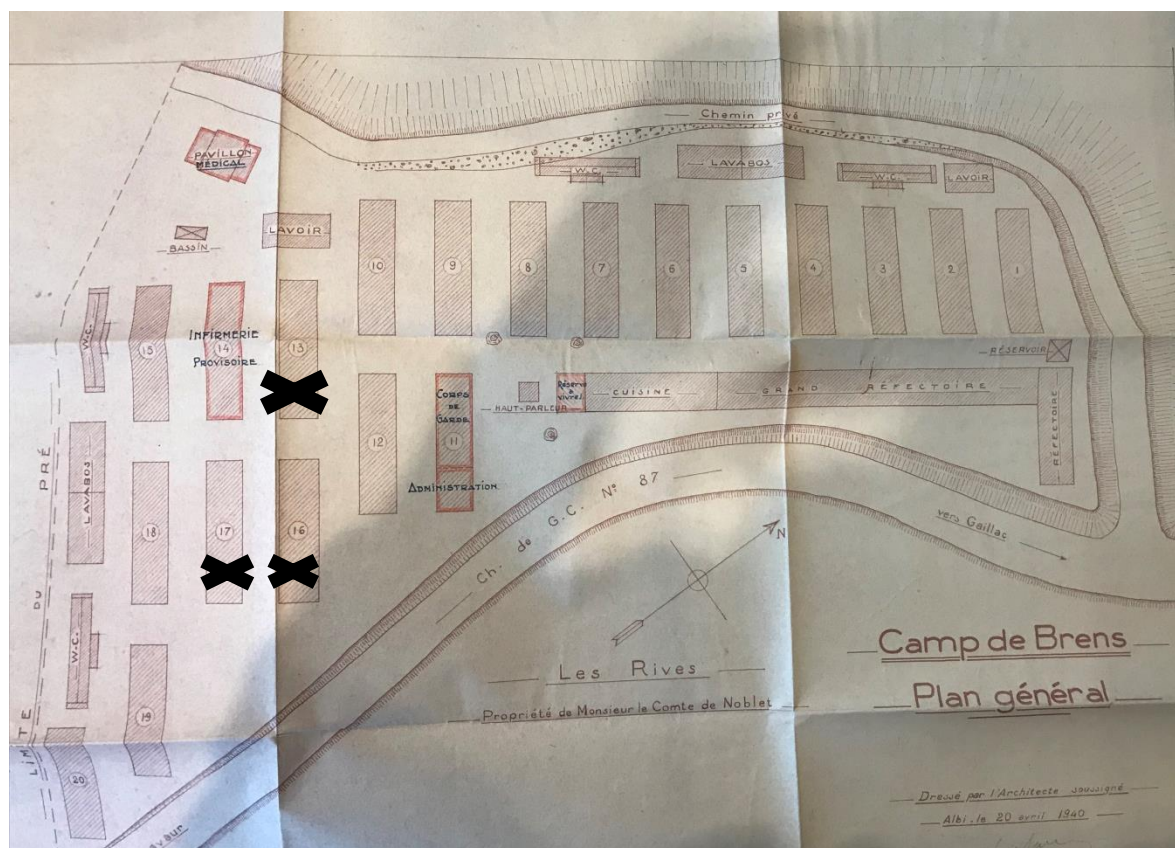 Chemin privé
PAVILLON
MÉDICAL
W.C.
LAVABOS
W.C.
LAVOIR
BASSIN
LAVOIR
10
9
8
7
6
5
4
3
2
1
W.C.
15
INFIRMERIE
14
PROVISOIRE
13
RÉSERVOIR
12
CORPS
DE
GARDE
11
ADMINISTRATION
HAUT-PARLEUR
Réserve
à
vivres
CUISINE
GRAND RÉFECTOIRE
RÉFECTOIRE
LAVABOS
18
17
16
Ch. de G.C. N° 87
vers Gaillac
N
W.C.
19
20
LIMITE DU PRÉ
Les Rives
Propriété de Monsieur le Comte de Noblet
Camp de Brens
Plan général
Dressé par l'Architecte soussigné
Albi, le 20 avril 1940